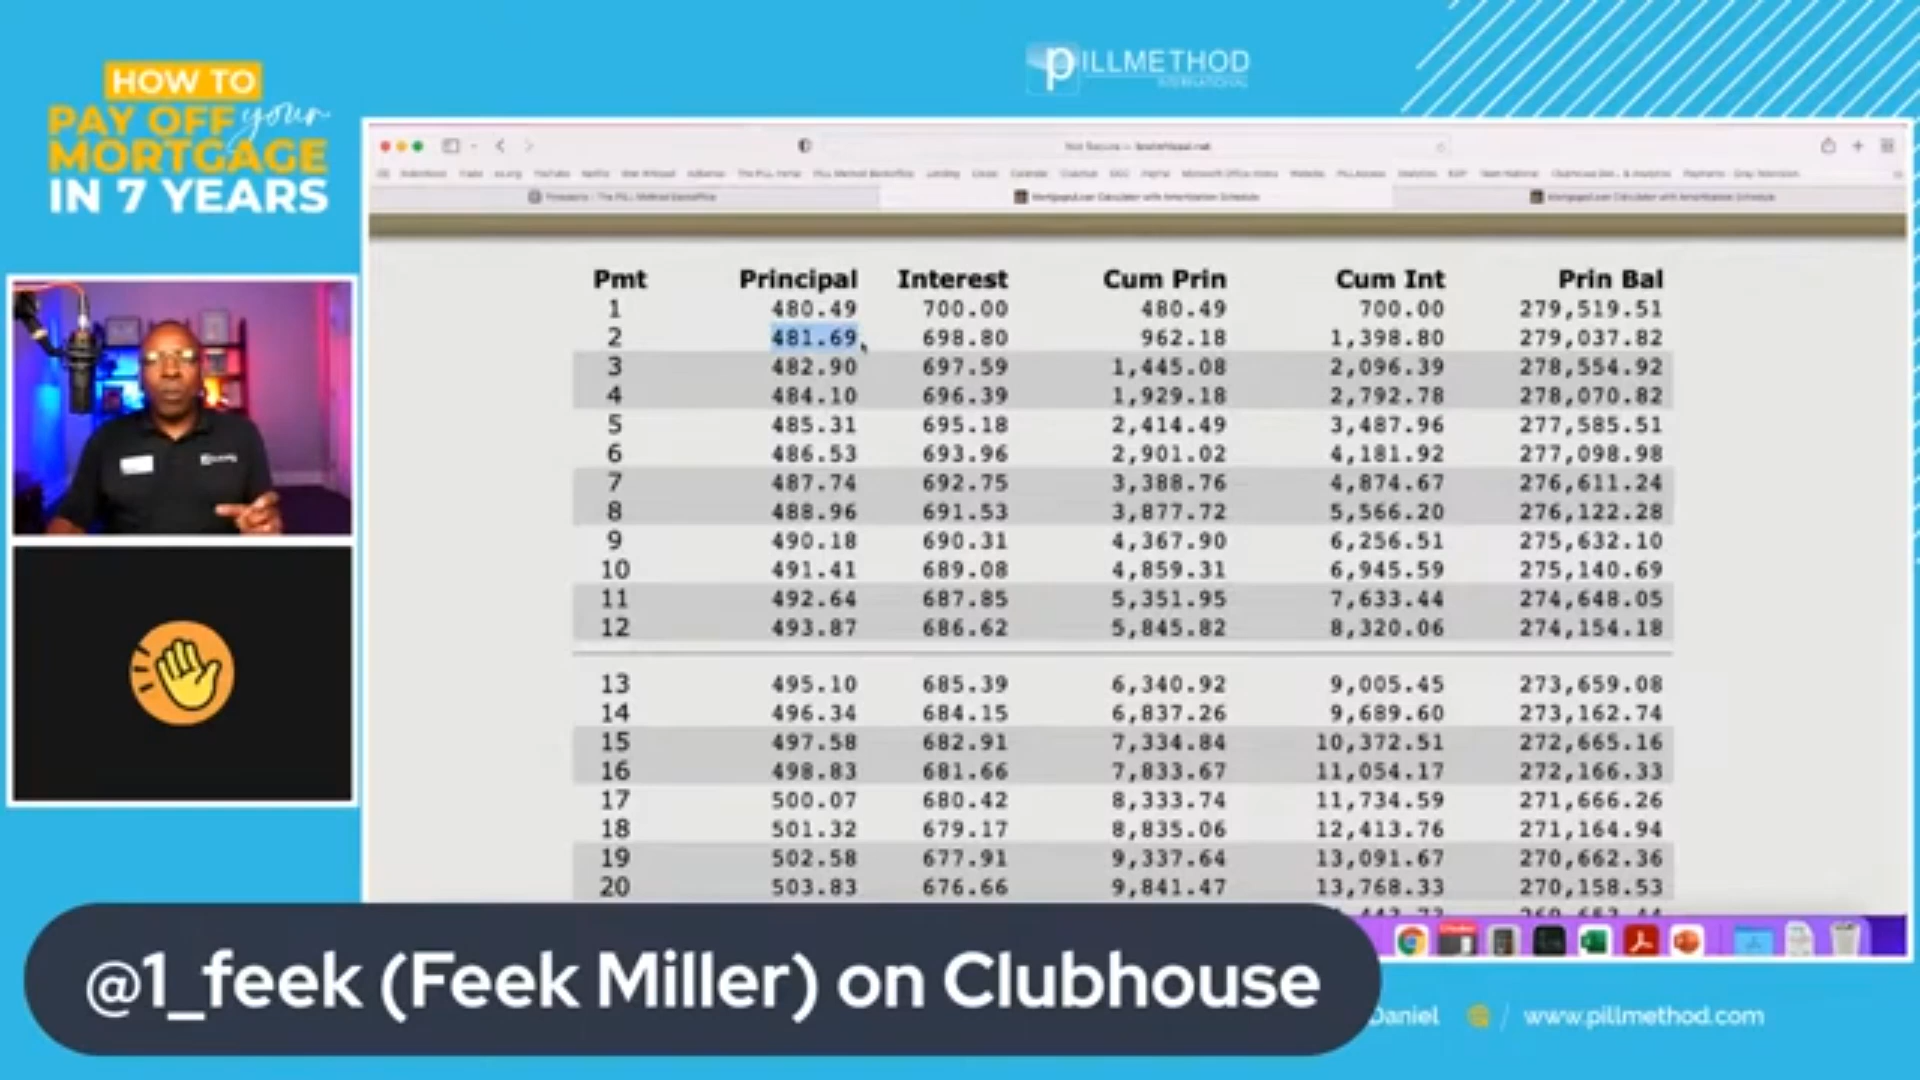 HOW TO
PAY OFF your
MORTGAGE
IN 7 YEARS
PILLMETHOD
INTERNATIONAL
Mortgage/Loan Calculator with Amortization Schedule
Mortgage/Loan Calculator with Amortization Schedule
Pmt Principal Interest Cum Prin Cum Int Prin Bal
1 480.49 700.00 480.49 700.00 279,519.51
2 481.69 698.80 962.18 1,398.80 279,037.82
3 482.90 697.59 1,445.08 2,096.39 278,554.92
4 484.10 696.39 1,929.18 2,792.78 278,070.82
5 485.31 695.18 2,414.49 3,487.96 277,585.51
6 486.53 693.96 2,901.02 4,181.92 277,098.98
7 487.74 692.75 3,388.76 4,874.67 276,611.24
8 488.96 691.53 3,877.72 5,566.20 276,122.28
9 490.18 690.31 4,367.90 6,256.51 275,632.10
10 491.41 689.08 4,859.31 6,945.59 275,140.69
11 492.64 687.85 5,351.95 7,633.44 274,648.05
12 493.87 686.62 5,845.82 8,320.06 274,154.18
13 495.10 685.39 6,340.92 9,005.45 273,659.08
14 496.34 684.15 6,837.26 9,689.60 273,162.74
15 497.58 682.91 7,334.84 10,372.51 272,665.16
16 498.83 681.66 7,833.67 11,054.17 272,166.33
17 500.07 680.42 8,333.74 11,734.59 271,666.26
18 501.32 679.17 8,835.06 12,413.76 271,164.94
19 502.58 677.91 9,337.64 13,091.67 270,662.36
20 503.83 676.66 9,841.47 13,768.33 270,158.53
@1_feek (Feek Miller) on Clubhouse
Daniel / www.pillmethod.com